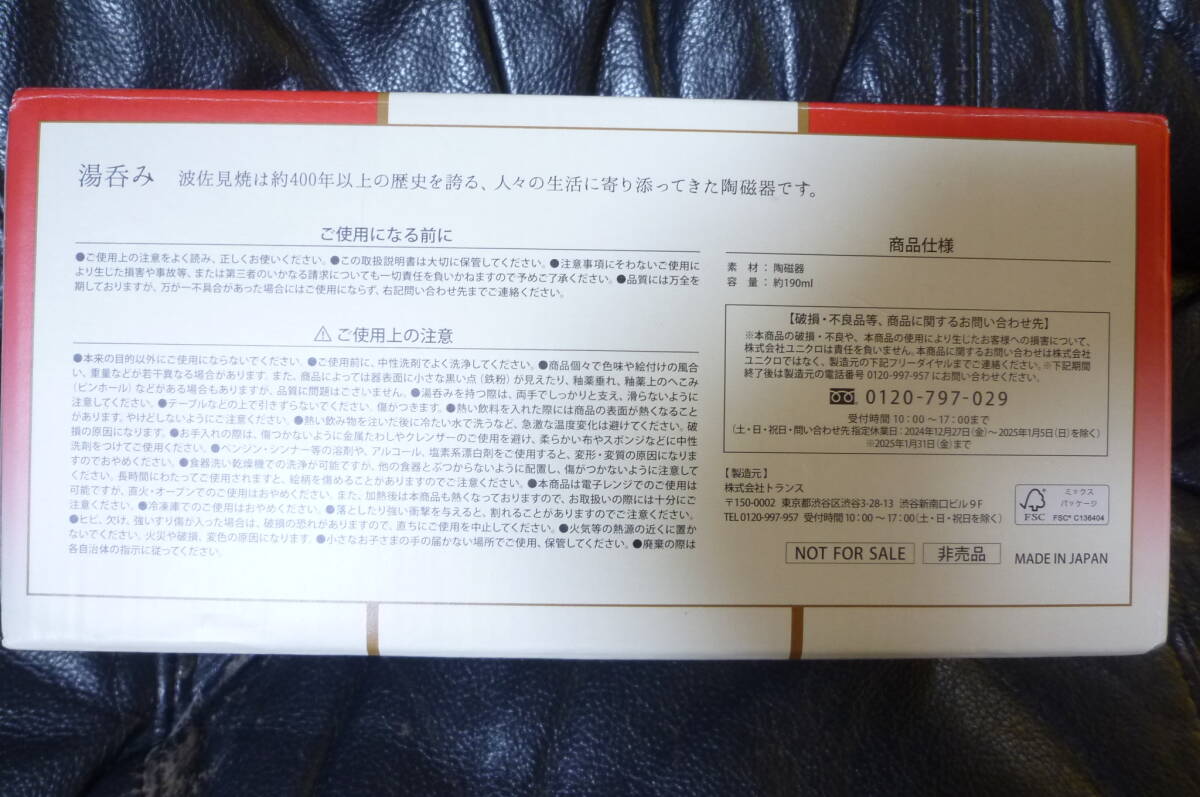 湯呑み 波佐見焼は約400年以上の歴史を誇る、人々の生活に寄り添ってきた陶磁器です。
ご使用になる前に
●ご使用上の注意をよく読み、正しくお使いください。●この取扱説明書は大切に保管してください。●注意事項にそわないご使用に
より生じた損害や事故等、または第三者のいかなる請求についても一切責任を負いかねますので予めご了承ください。●品質には万全を
期しておりますが、万が一不具合があった場合にはご使用にならず、右記問い合わせ先までご連絡ください。
⚠ ご使用上の注意
●本来の目的以外にご使用にならないでください。●ご使用前に、中性洗剤でよく洗浄してください。●商品個々で色味や絵付けの風合
い、重量などが若干異なる場合があります。また、商品によっては器表面に小さな黒い点（鉄粉）が見えたり、釉薬垂れ、釉薬上のへこみ
（ピンホール）などがある場合もありますが、品質に問題はございません。●湯呑みを持つ際は、両手でしっかりと支え、滑らないように
注意してください。●テーブルなどの上で引きずらないでください。傷がつきます。●熱い飲料を入れた際には商品の表面が熱くなること
があります。やけどしないようにご注意ください。●熱い飲み物を注いだ後に冷たい水で洗うなど、急激な温度変化は避けてください。破
損の原因になります。●お手入れの際は、傷つかないように金属たわしやクレンザーのご使用を避け、柔らかい布やスポンジなどに中性
洗剤をつけてご使用ください。●ベンジン・シンナー等の溶剤や、アルコール、塩素系漂白剤をご使用すると、変形・変質の原因になりま
すのでおやめください。●食器洗い乾燥機での洗浄が可能ですが、他の食器とぶつからないように配置し、傷がつかないように注意して
ください。長時間にわたってご使用されますと、絵柄を傷めることがありますのでご注意ください。●本商品は電子レンジでのご使用は
可能ですが、直火・オーブンでのご使用はおやめください。また、加熱後は本商品も熱くなっておりますので、お取扱いの際には十分にご
注意ください。●冷凍庫でのご使用はおやめください。●落としたり強い衝撃を与えると、割れることがありますのでご注意ください。
●ヒビ、欠け、強いすり傷が入った場合は、破損の恐れがありますので、直ちにご使用を中止してください。●火気等の熱源の近くに置か
ないでください。火災や破損、変色の原因になります。●小さなお子さまの手の届かない場所でご使用、保管してください。●廃棄の際は
各自治体の指示に従ってください。
商品仕様
素 材：陶磁器
容 量：約190ml
【破損・不良品等、商品に関するお問い合わせ先】
※本商品の破損・不良や、本商品の使用により生じたお客様への損害について、
株式会社ユニクロは責任を負いません。本商品に関するお問い合わせは株式会社
ユニクロではなく、製造元の下記フリーダイヤルまでご連絡ください。※下記期間
終了後は製造元の電話番号 0120-997-957 にお問い合わせください。
0120-797-029
受付時間 10：00 ～ 17：00まで
（土・日・祝日・問い合わせ先 指定休業日：2024年12月27日（金）～2025年1月5日（日）を除く）
※2025年1月31日（金）まで
【製造元】
株式会社トランス
〒150-0002 東京都渋谷区渋谷3-28-13 渋谷新南口ビル9F
TEL 0120-997-957 受付時間 10：00 ～ 17：00（土・日・祝日を除く）
FSC
ミックス
パッケージ
FSC® C136404
NOT FOR SALE 非売品 MADE IN JAPAN